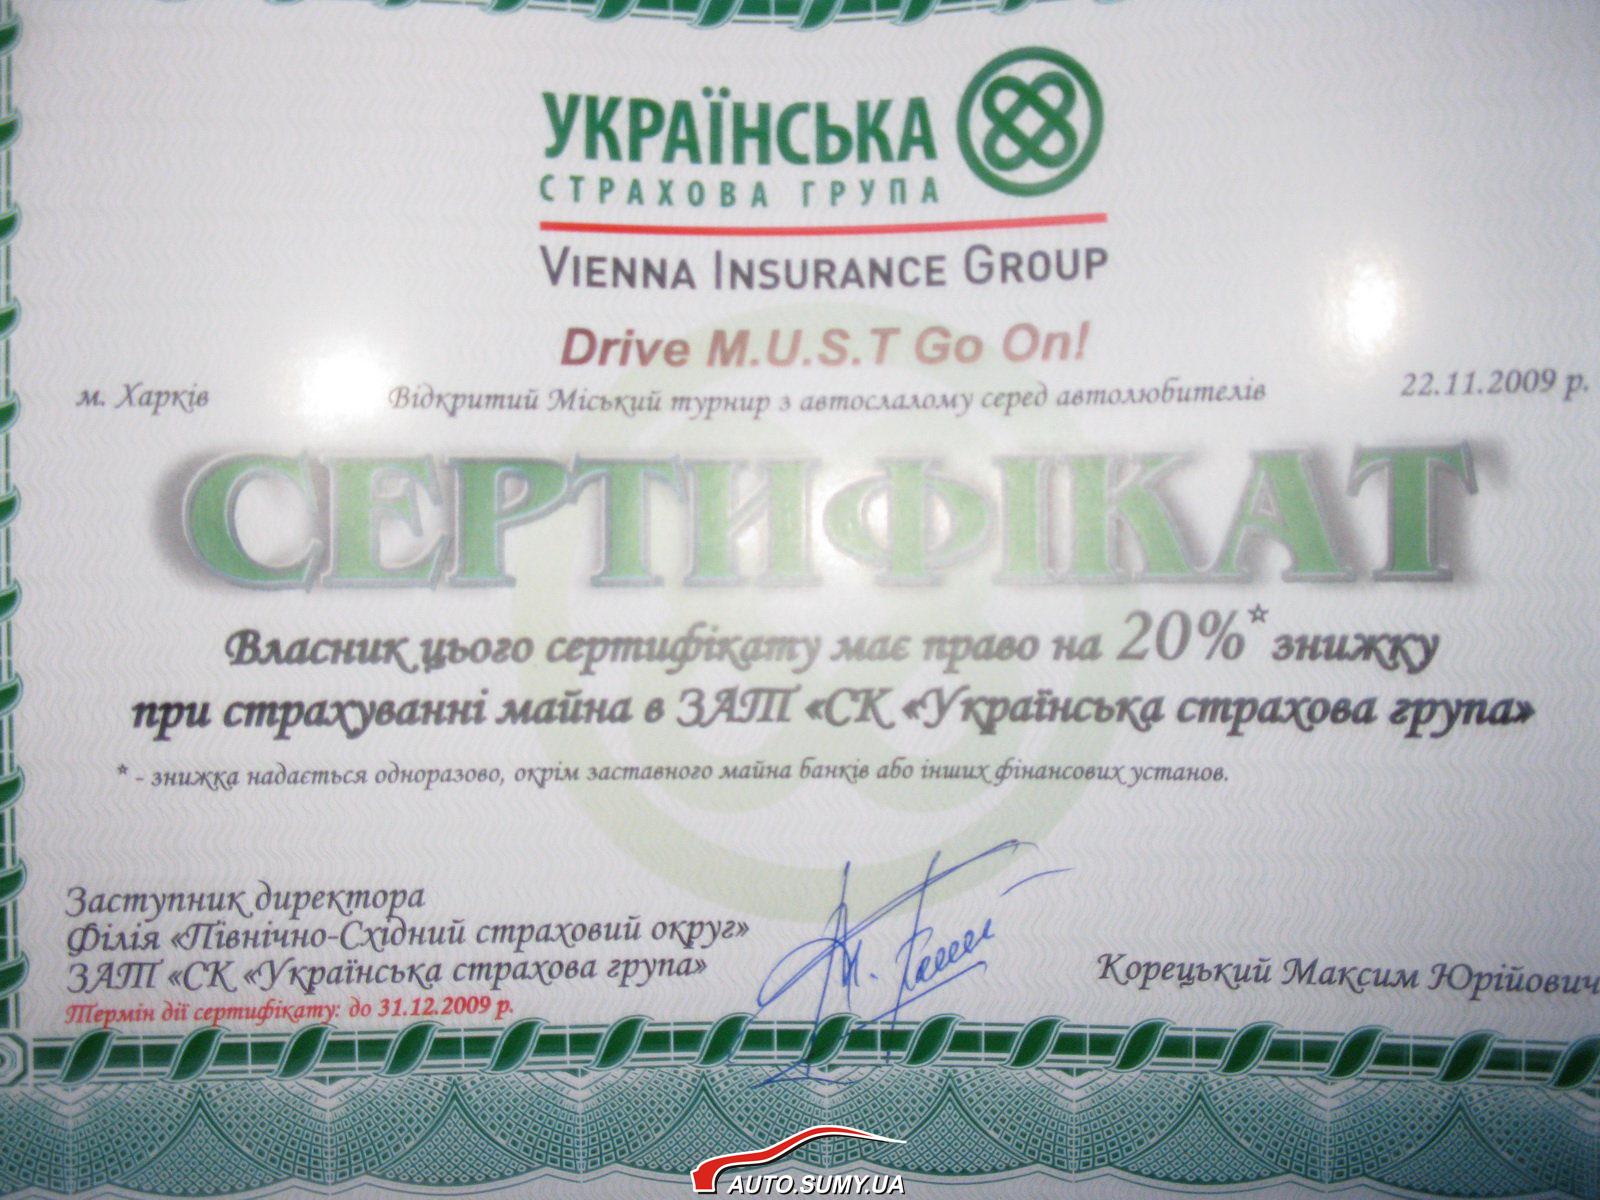 УКРАЇНСЬКА
СТРАХОВА ГРУПА
VIENNA INSURANCE GROUP
Drive M.U.S.T Go On!
м. Харків Відкритий Міський турнир з автослалому серед автолюбителів 22.11.2009 р.
СЕРТИФІКАТ
Власник цього сертифікату має право на 20%* знижку
при страхуванні майна в ЗАТ «СК «Українська страхова група»
* - знижка надається одноразово, окрім заставного майна банків або інших фінансових установ.
Заступник директора
Філія «Північно-Східний страховий округ»
ЗАТ «СК «Українська страхова група»
Корецький Максим Юрійович
Термін дії сертифікату: до 31.12.2009 р.
AUTO.SUMY.UA